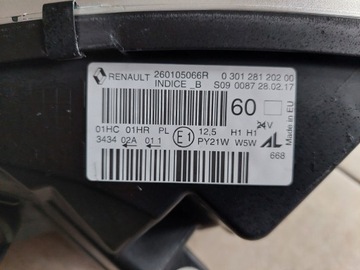 RENAULT 260105066R 0 301 281 202 00
INDICE _B S09 0087 28.02.17
60
24V
Made in EU
01HC 01HR PL E1 12,5 H1 H1 AL
3434 02A 01 1 PY21W W5W 668